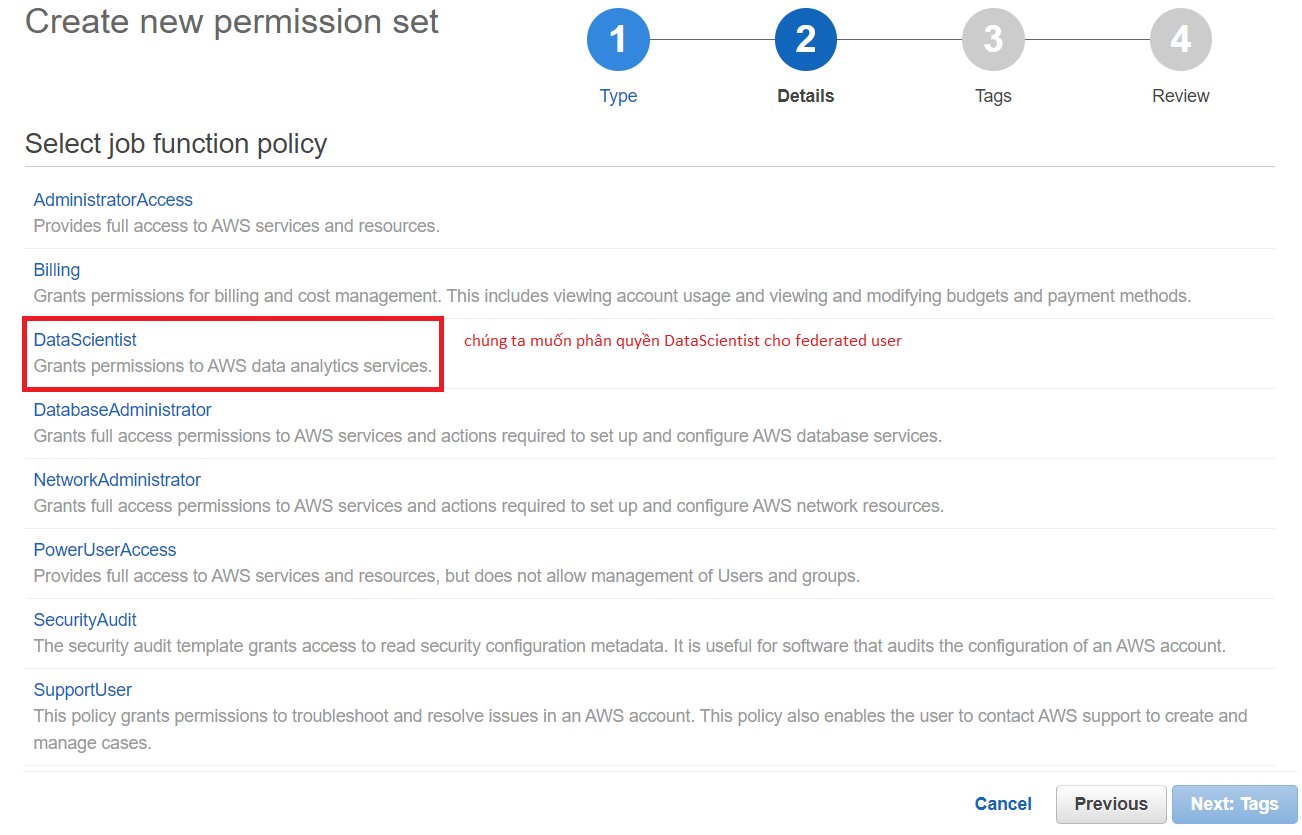 Create new permission set
1
2
3
4
Type
Details
Tags
Review
Select job function policy
AdministratorAccess
Provides full access to AWS services and resources.
Billing
Grants permissions for billing and cost management. This includes viewing account usage and viewing and modifying budgets and payment methods.
DataScientist
Grants permissions to AWS data analytics services.
chúng ta muốn phân quyền DataScientist cho federated user
DatabaseAdministrator
Grants full access permissions to AWS services and actions required to set up and configure AWS database services.
NetworkAdministrator
Grants full access permissions to AWS services and actions required to set up and configure AWS network resources.
PowerUserAccess
Provides full access to AWS services and resources, but does not allow management of Users and groups.
SecurityAudit
The security audit template grants access to read security configuration metadata. It is useful for software that audits the configuration of an AWS account.
SupportUser
This policy grants permissions to troubleshoot and resolve issues in an AWS account. This policy also enables the user to contact AWS support to create and
manage cases.
Cancel
Previous
Next: Tags